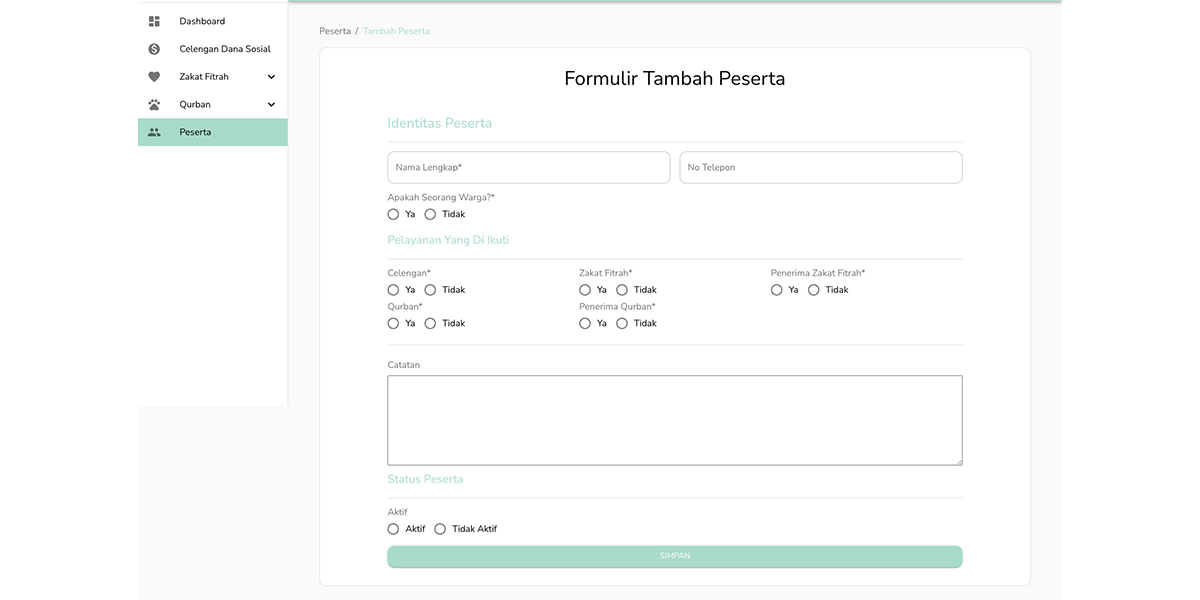 Dashboard
Celengan Dana Sosial
Zakat Fitrah
Qurban
Peserta
Peserta / Tambah Peserta
Formulir Tambah Peserta
Identitas Peserta
Nama Lengkap* No Telepon
Apakah Seorang Warga?*
Ya Tidak
Pelayanan Yang Di Ikuti
Celengan* Zakat Fitrah* Penerima Zakat Fitrah*
Ya Tidak Ya Tidak Ya Tidak
Qurban* Penerima Qurban*
Ya Tidak Ya Tidak
Catatan
Status Peserta
Aktif
Aktif Tidak Aktif
SIMPAN